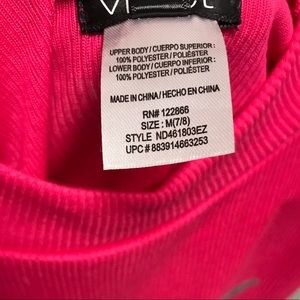 UPPER BODY / CUERPO SUPERIOR :
100% POLYESTER / POLIÉSTER
LOWER BODY / CUERPO INFERIOR :
100% POLYESTER / POLIÉSTER
MADE IN CHINA / HECHO EN CHINA
RN# 122866
SIZE : M(7/8)
STYLE ND461803EZ
UPC # 883914663253